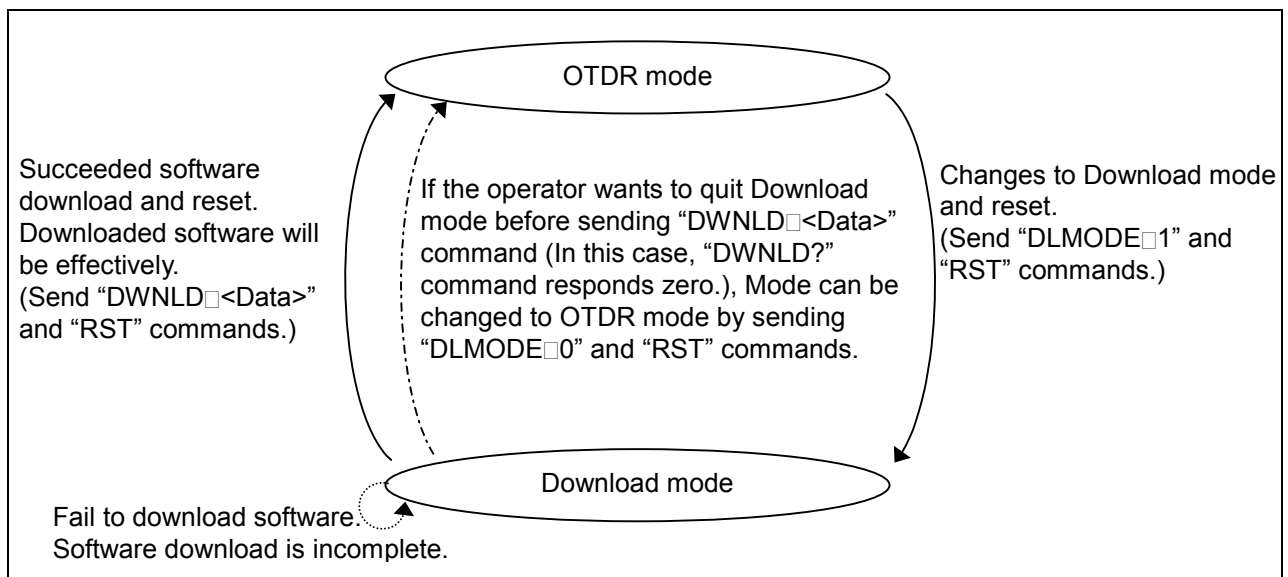 OTDR mode
Succeeded software
download and reset.
Downloaded software will
be effectively.
(Send “DWNLD□<Data>”
and “RST” commands.)
If the operator wants to quit Download
mode before sending “DWNLD□<Data>”
command (In this case, “DWNLD?”
command responds zero.), Mode can be
changed to OTDR mode by sending
“DLMODE□0” and “RST” commands.
Changes to Download mode
and reset.
(Send “DLMODE□1” and
“RST” commands.)
Download mode
Fail to download software.
Software download is incomplete.